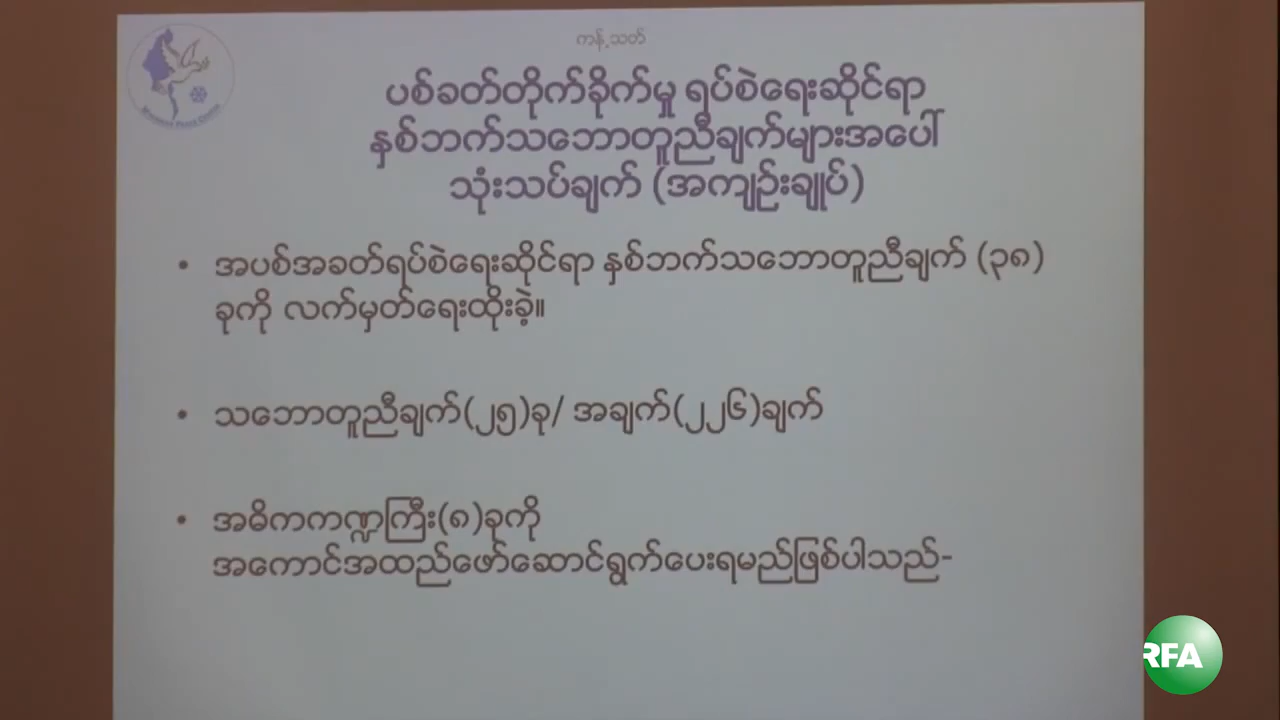 ကန့်သတ်
ပစ်ခတ်တိုက်ခိုက်မှု ရပ်စဲရေးဆိုင်ရာ
နှစ်ဘက်သဘောတူညီချက်များအပေါ်
သုံးသပ်ချက် (အကျဉ်းချုပ်)
• အပစ်အခတ်ရပ်စဲရေးဆိုင်ရာ နှစ်ဘက်သဘောတူညီချက် (၃၈)
ခုကို လက်မှတ်ရေးထိုးခဲ့။
• သဘောတူညီချက်(၂၅)ခု/ အချက်(၂၂၆)ချက်
• အဓိကကဏ္ဍကြီး(၈)ခုကို
အကောင်အထည်ဖော်ဆောင်ရွက်ပေးရမည်ဖြစ်ပါသည်-
RFA